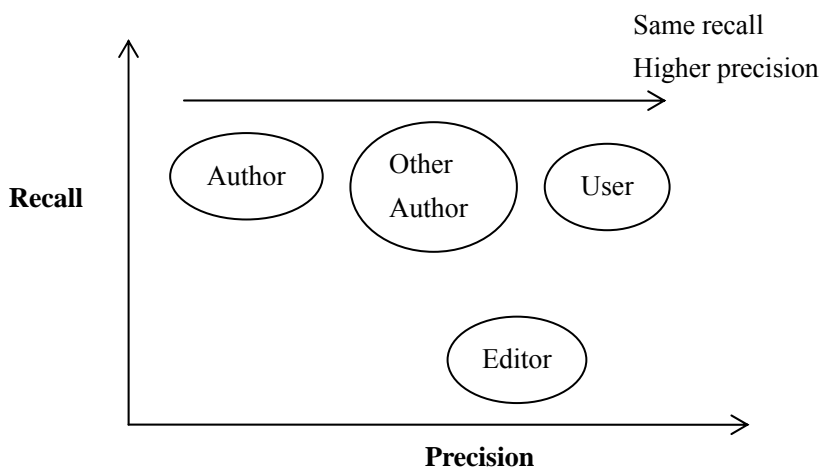 Same recall
Higher precision
Author
Other
Author
User
Recall
Editor
Precision